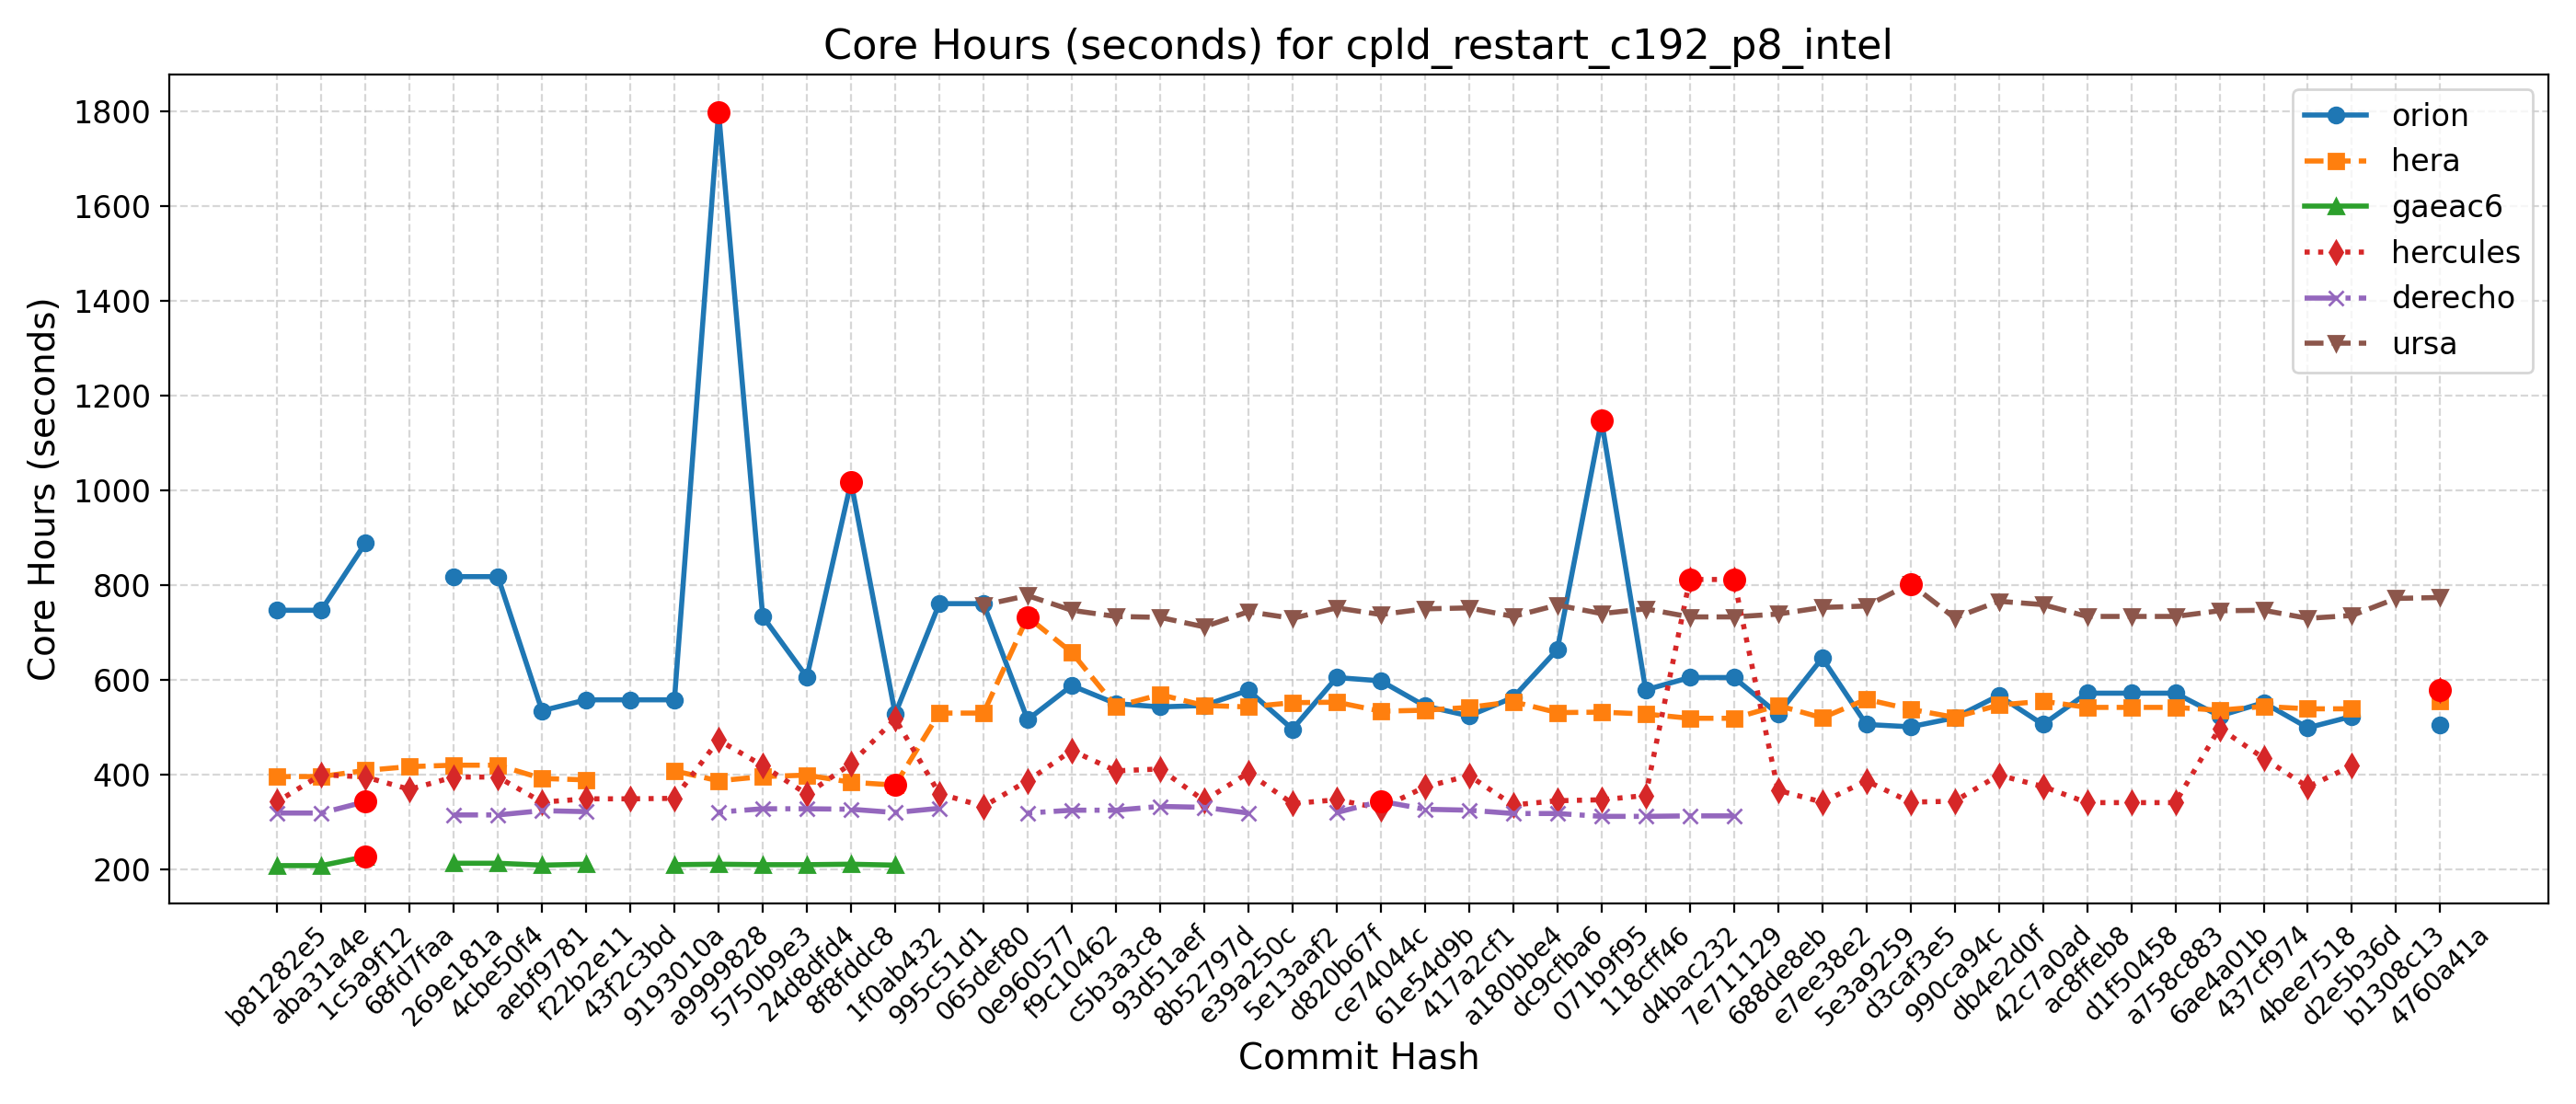 Core Hours (seconds) for cpld_restart_c192_p8_intel
Core Hours (seconds)
1800
1600
1400
1200
1000
800
600
400
200
orion
hera
gaeac6
hercules
derecho
ursa
b81282e5
aba31a4e
1c5a9f12
68fd7faa
269e181a
4cbe50f4
aebf9781
f22b2e11
43f2c3bd
9193010a
a9999828
5750b9e3
24d8dfd4
8f8fddc8
1f0ab432
995c51d1
065def80
0e960577
f9c10462
c5b3a3c8
93d51aef
8b52797d
e39a250c
5e13aaf2
d820b67f
ce74044c
61e54d9b
417a2cf1
a180bbe4
dc9cfba6
071b9f95
118cff46
d4bac232
7e711129
688de8eb
e7ee38e2
5e3a9259
d3caf3e5
990ca94c
db4e2d0f
42c7a0ad
ac8ffeb8
d1f50458
a758c883
6ae4a01b
437cf974
4bee7518
d2e5b36d
b1308c13
4760a41a
Commit Hash